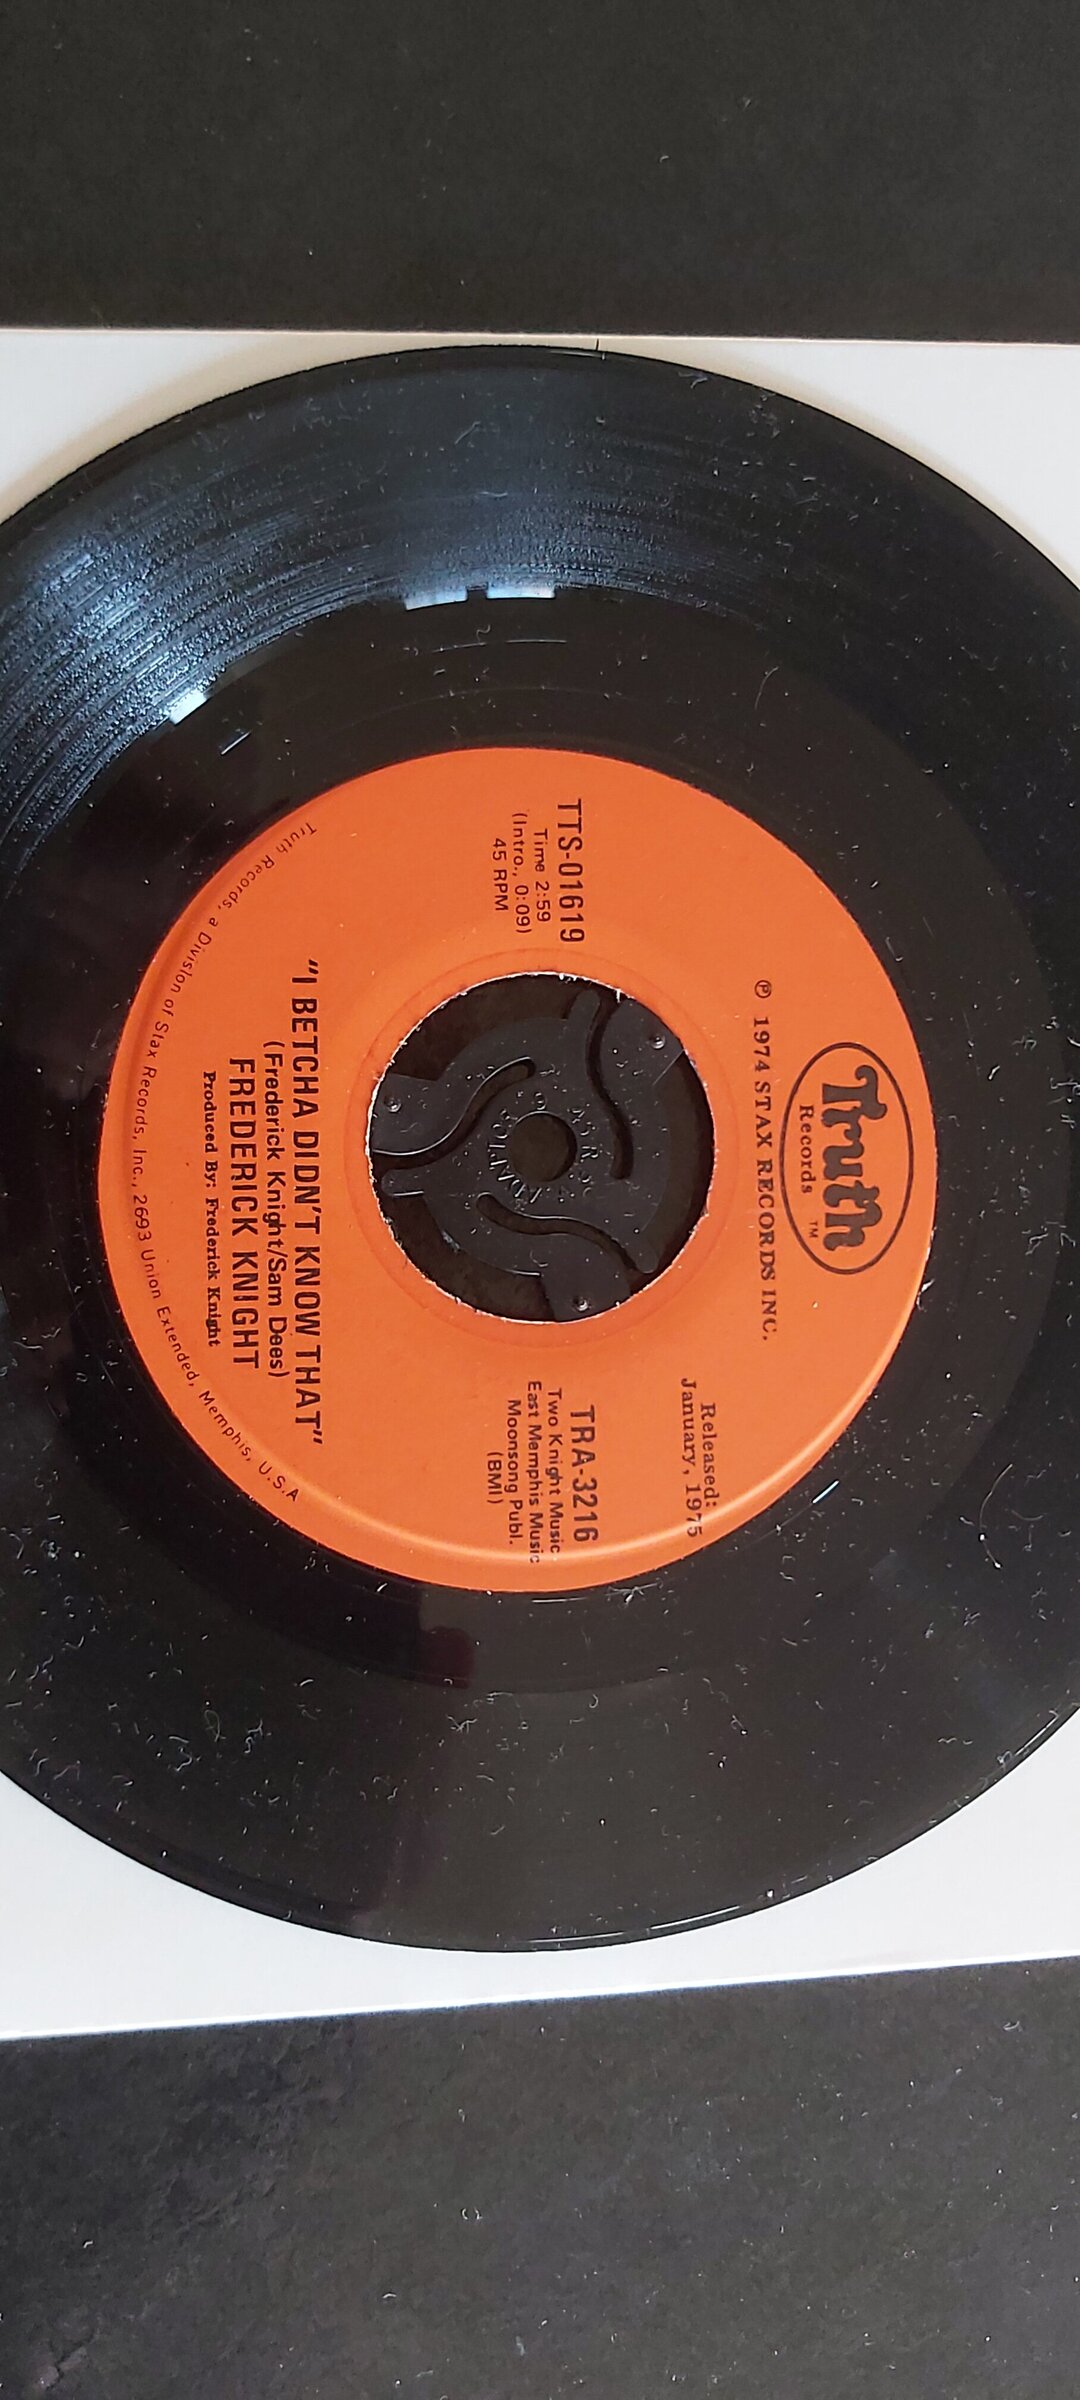 Truth
Records ™
℗ 1974 STAX RECORDS INC.
Released:
January, 1975
TTS-01619
Time 2:59
(Intro., 0:09)
45 RPM
TRA-3216
Two Knight Music
East Memphis Music
Moonsong Publ.
(BMI)
"I BETCHA DIDN'T KNOW THAT"
(Frederick Knight/Sam Dees)
FREDERICK KNIGHT
Produced By: Frederick Knight
Truth Records, a Division of Stax Records, Inc., 2693 Union Extended, Memphis, U.S.A